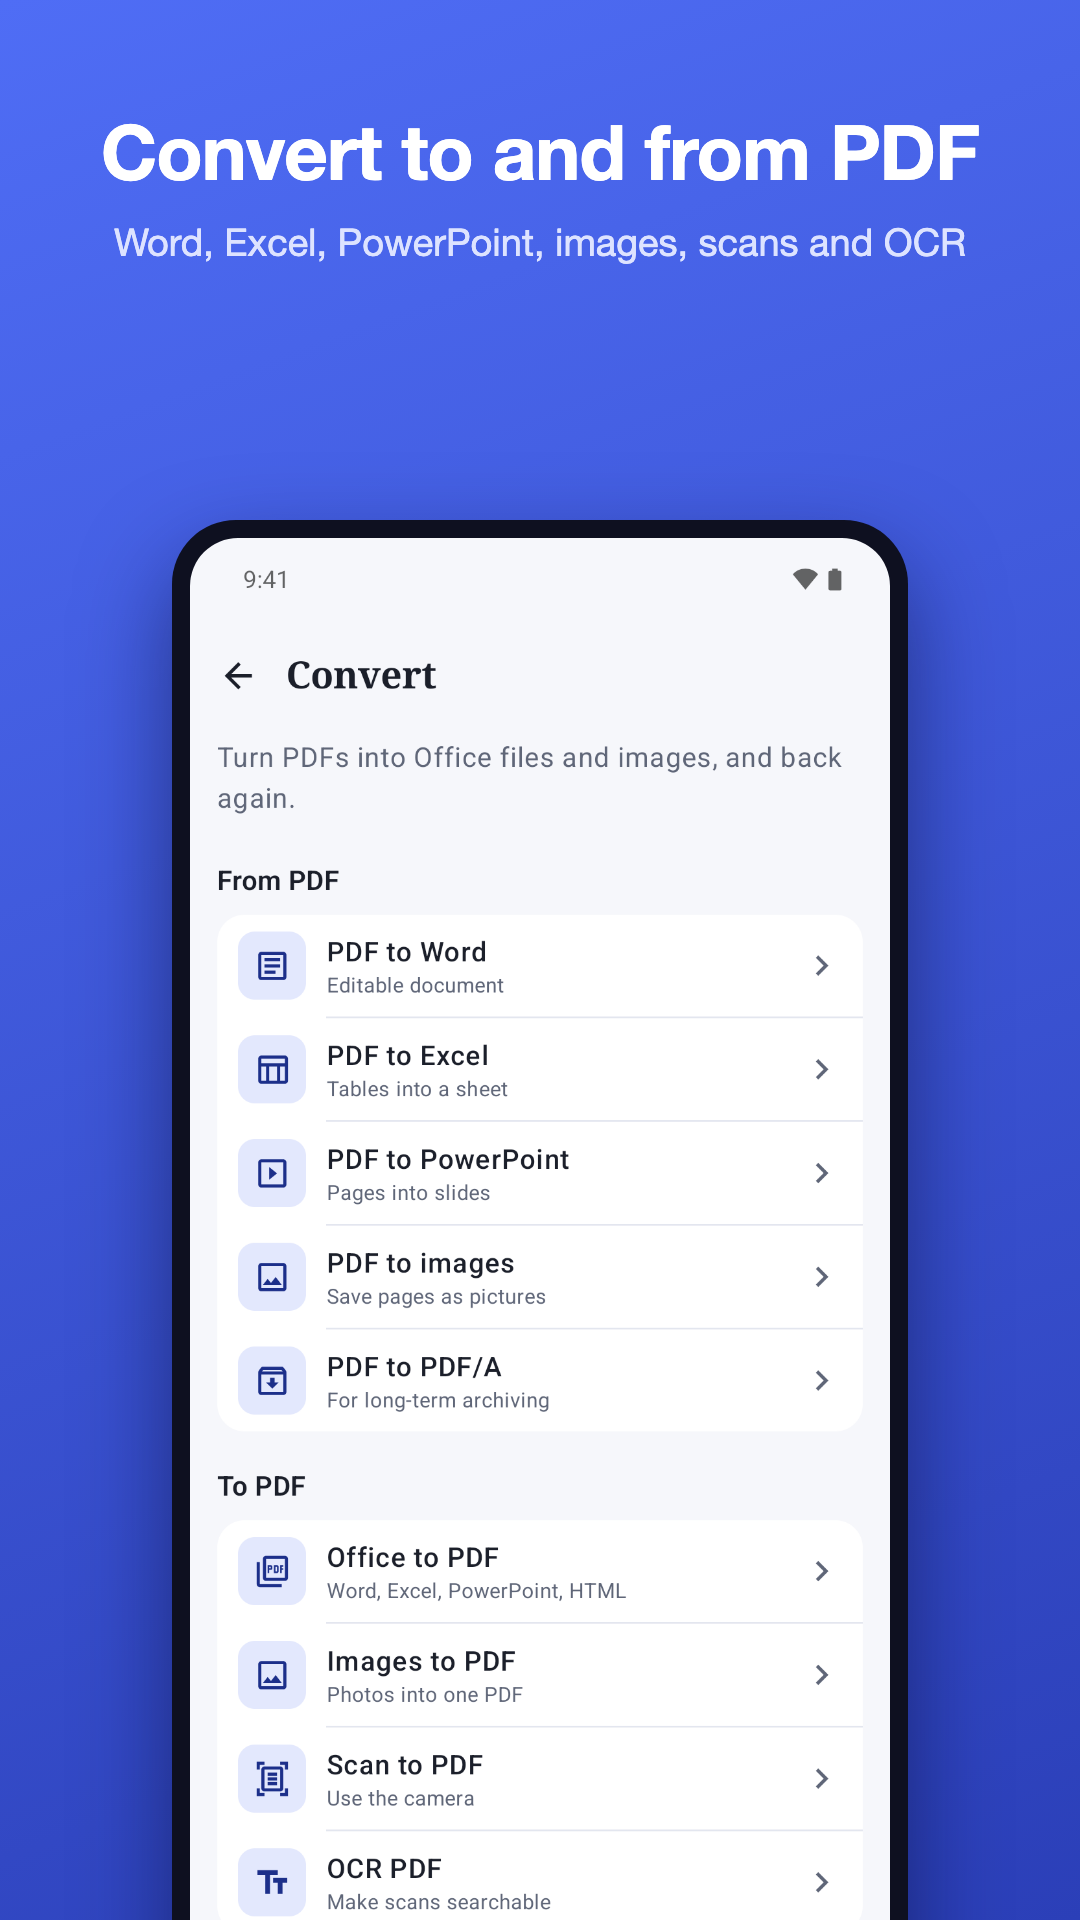 Convert to and from PDF
Word, Excel, PowerPoint, images, scans and OCR
9:41
Convert
Turn PDFs into Office files and images, and back
again.
From PDF
PDF to Word
Editable document
PDF to Excel
Tables into a sheet
PDF to PowerPoint
Pages into slides
PDF to images
Save pages as pictures
PDF to PDF/A
For long-term archiving
To PDF
PDF
Office to PDF
Word, Excel, PowerPoint, HTML
Images to PDF
Photos into one PDF
Scan to PDF
Use the camera
TT
OCR PDF
Make scans searchable